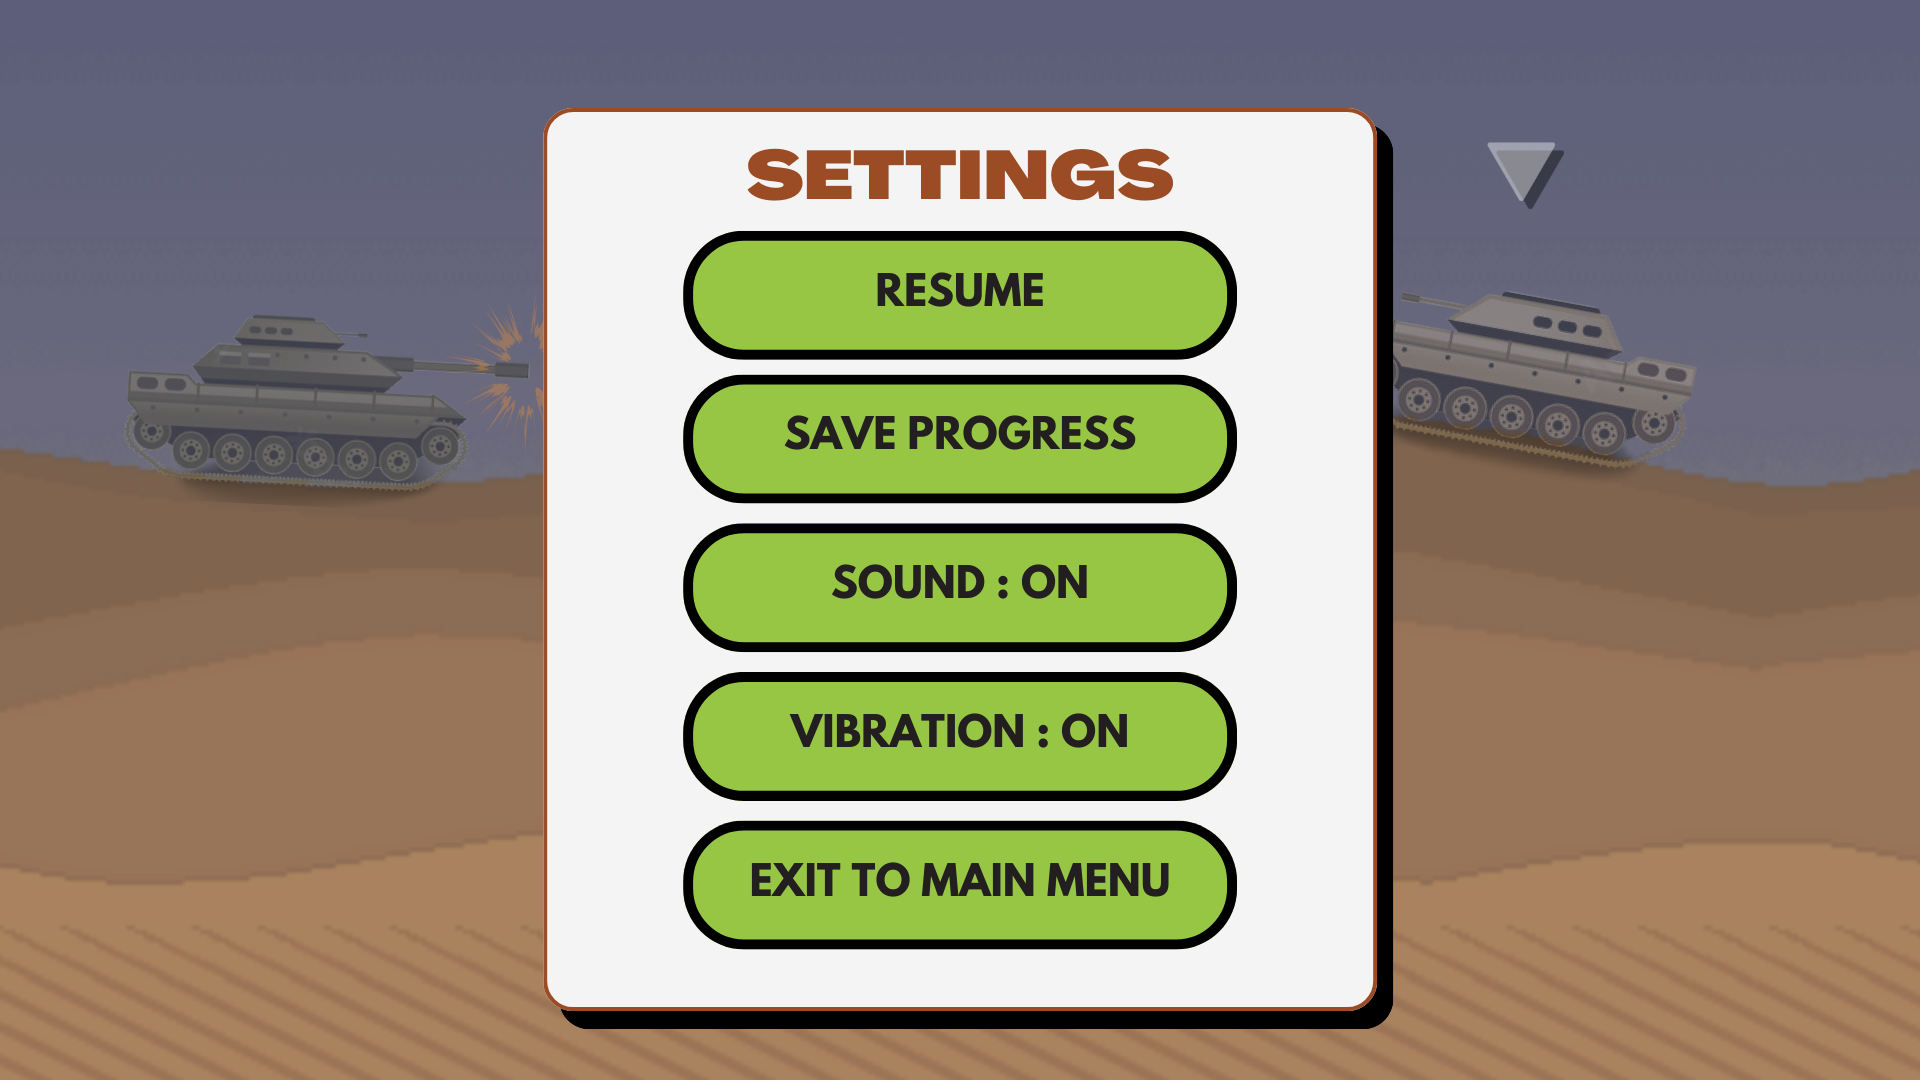 SETTINGS
RESUME
SAVE PROGRESS
SOUND : ON
VIBRATION : ON
EXIT TO MAIN MENU